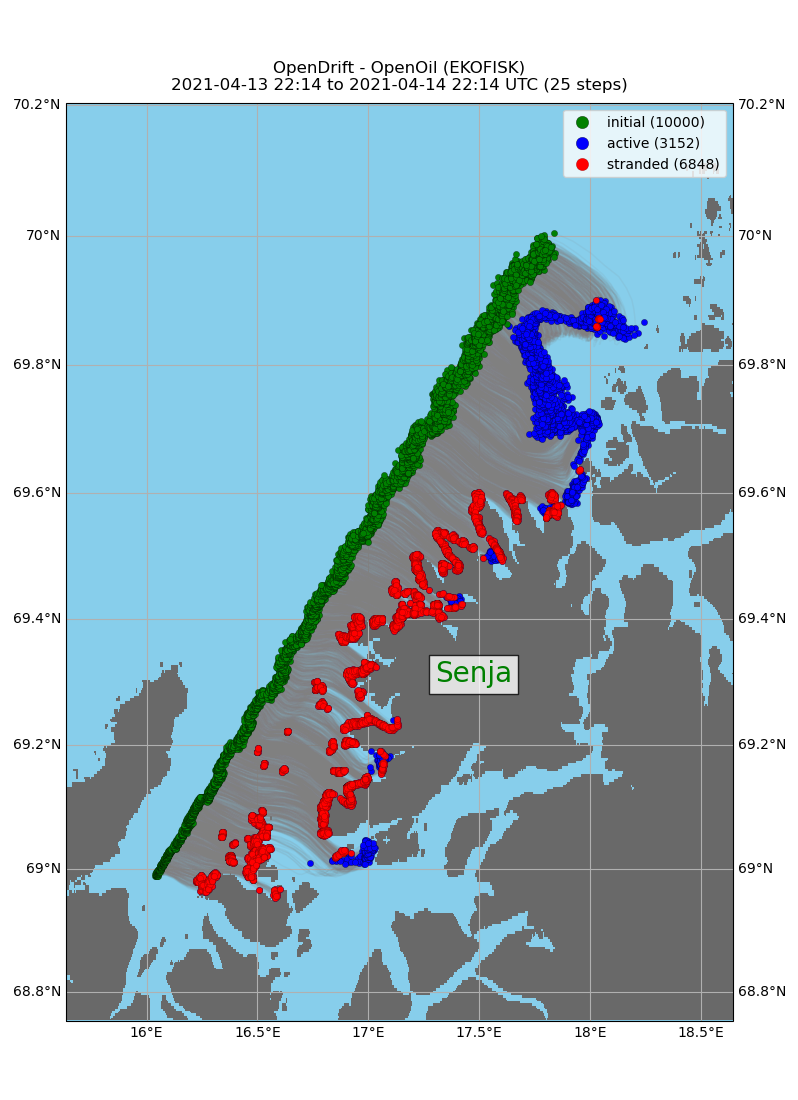 OpenDrift - OpenOil (EKOFISK)
2021-04-13 22:14 to 2021-04-14 22:14 UTC (25 steps)
70.2°N 70.2°N
initial (10000)
active (3152)
stranded (6848)
70°N 70°N
69.8°N 69.8°N
69.6°N 69.6°N
69.4°N 69.4°N
Senja
69.2°N 69.2°N
69°N 69°N
68.8°N 68.8°N
16°E 16.5°E 17°E 17.5°E 18°E 18.5°E